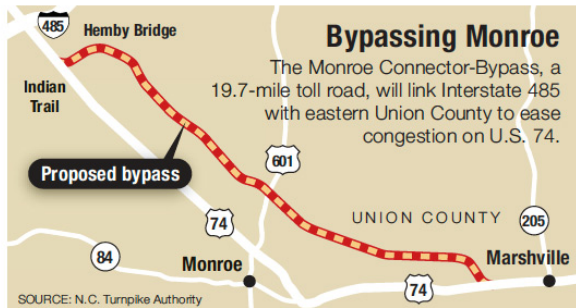 485
Hemby Bridge
Bypassing Monroe
The Monroe Connector-Bypass, a
19.7-mile toll road, will link Interstate 485
with eastern Union County to ease
congestion on U.S. 74.
Indian
Trail
Proposed bypass
601
74
UNION COUNTY
205
84
Monroe
Marshville
74
SOURCE: N.C. Turnpike Authority